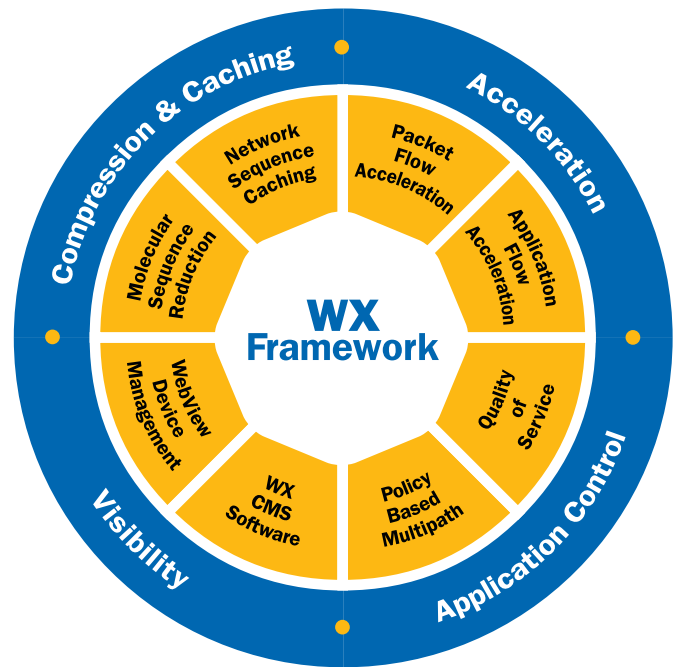 Compression & Caching
Acceleration
Network
Sequence
Caching
Packet
Flow
Acceleration
Molecular
Sequence
Reduction
Application
Flow
Acceleration
WX
Framework
WebView
Device
Management
Quality
of
Service
WX
CMS
Software
Policy
Based
Multipath
Visibility
Application Control